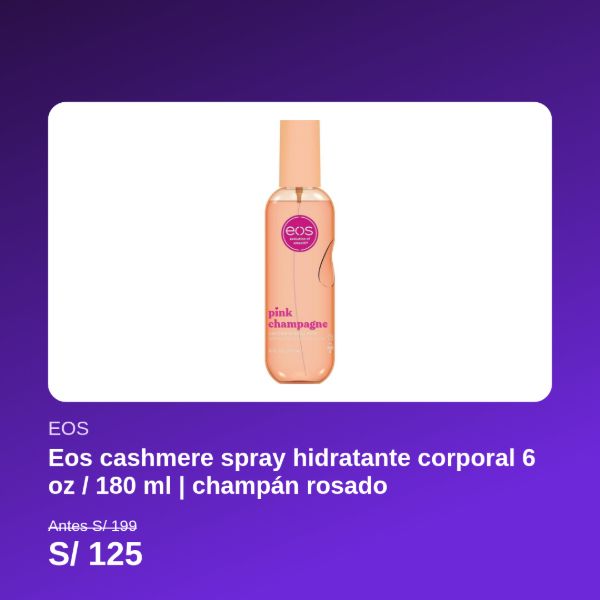 eos
pink
champagne
EOS
Eos cashmere spray hidratante corporal 6
oz / 180 ml | champán rosado
Antes S/ 199
S/ 125